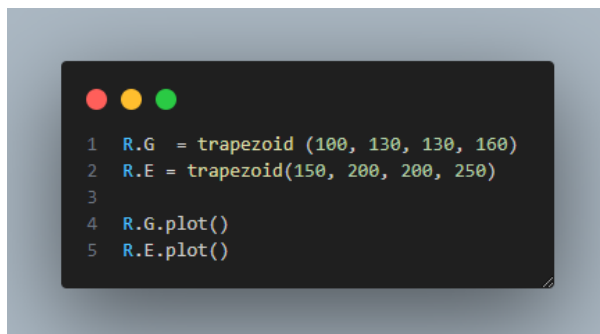 1 R.G = trapezoid (100, 130, 130, 160)
2 R.E = trapezoid(150, 200, 200, 250)
3
4 R.G.plot()
5 R.E.plot()